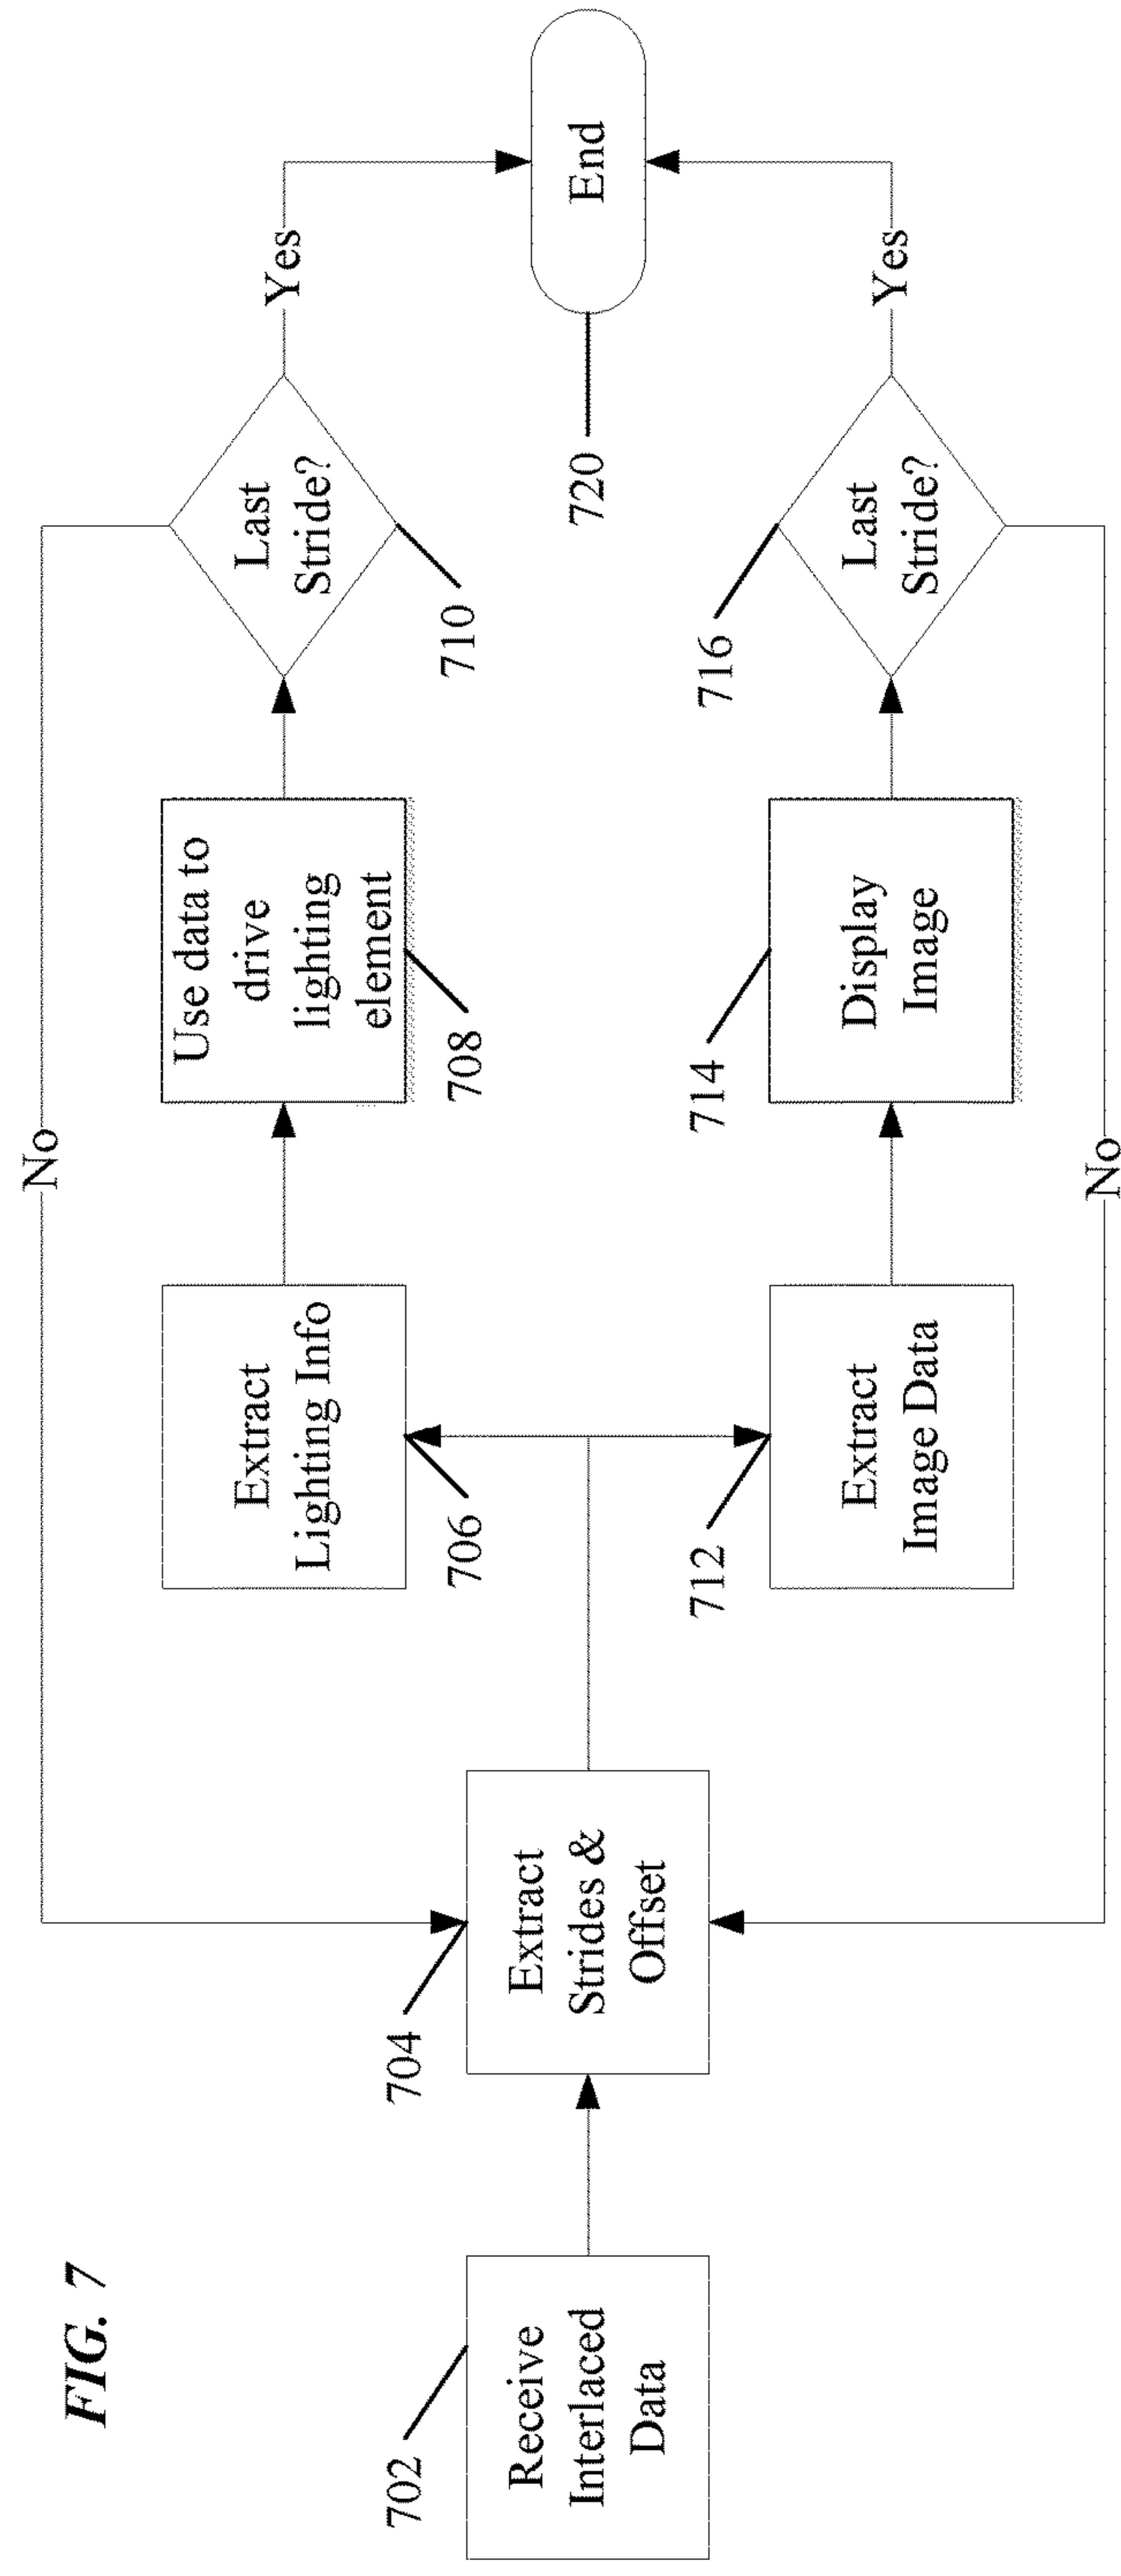 FIG. 7
702
Receive
Interlaced
Data
704
Extract
Strides &
Offset
706
Extract
Lighting Info
708
Use data to
drive
lighting
element
710
Last
Stride?
No
Yes
712
Extract
Image Data
714
Display
Image
716
Last
Stride?
No
Yes
720
End